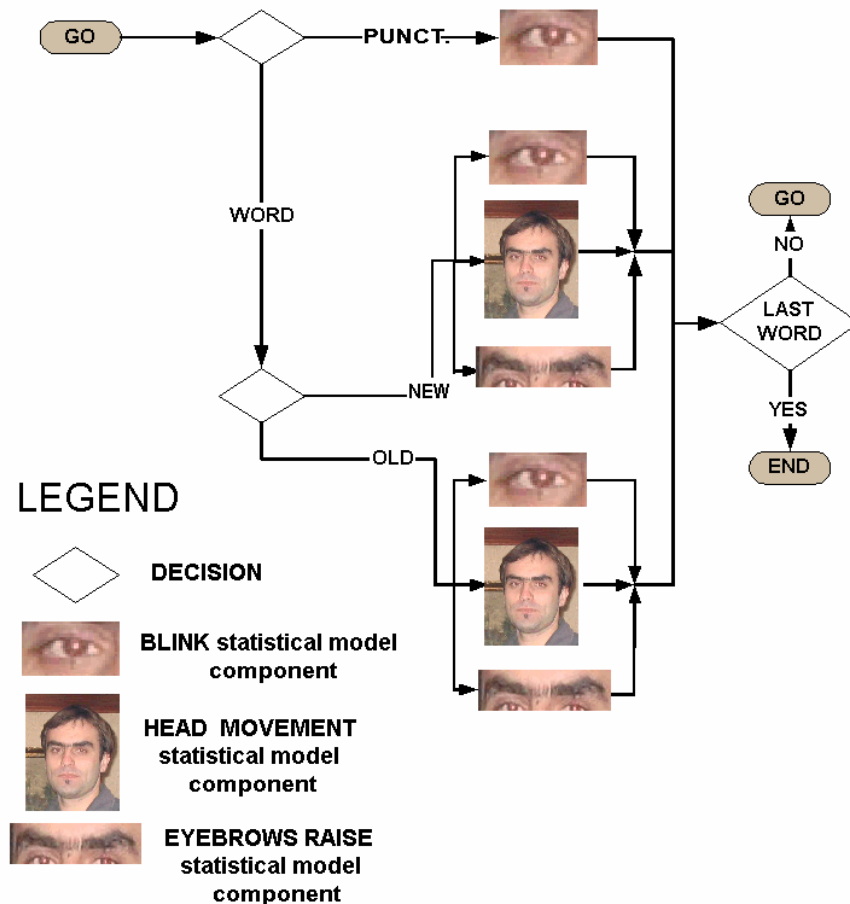 GO
PUNCT.
WORD
GO
NO
LAST
WORD
NEW
YES
OLD
END
LEGEND
DECISION
BLINK statistical model
component
HEAD MOVEMENT
statistical model
component
EYEBROWS RAISE
statistical model
component